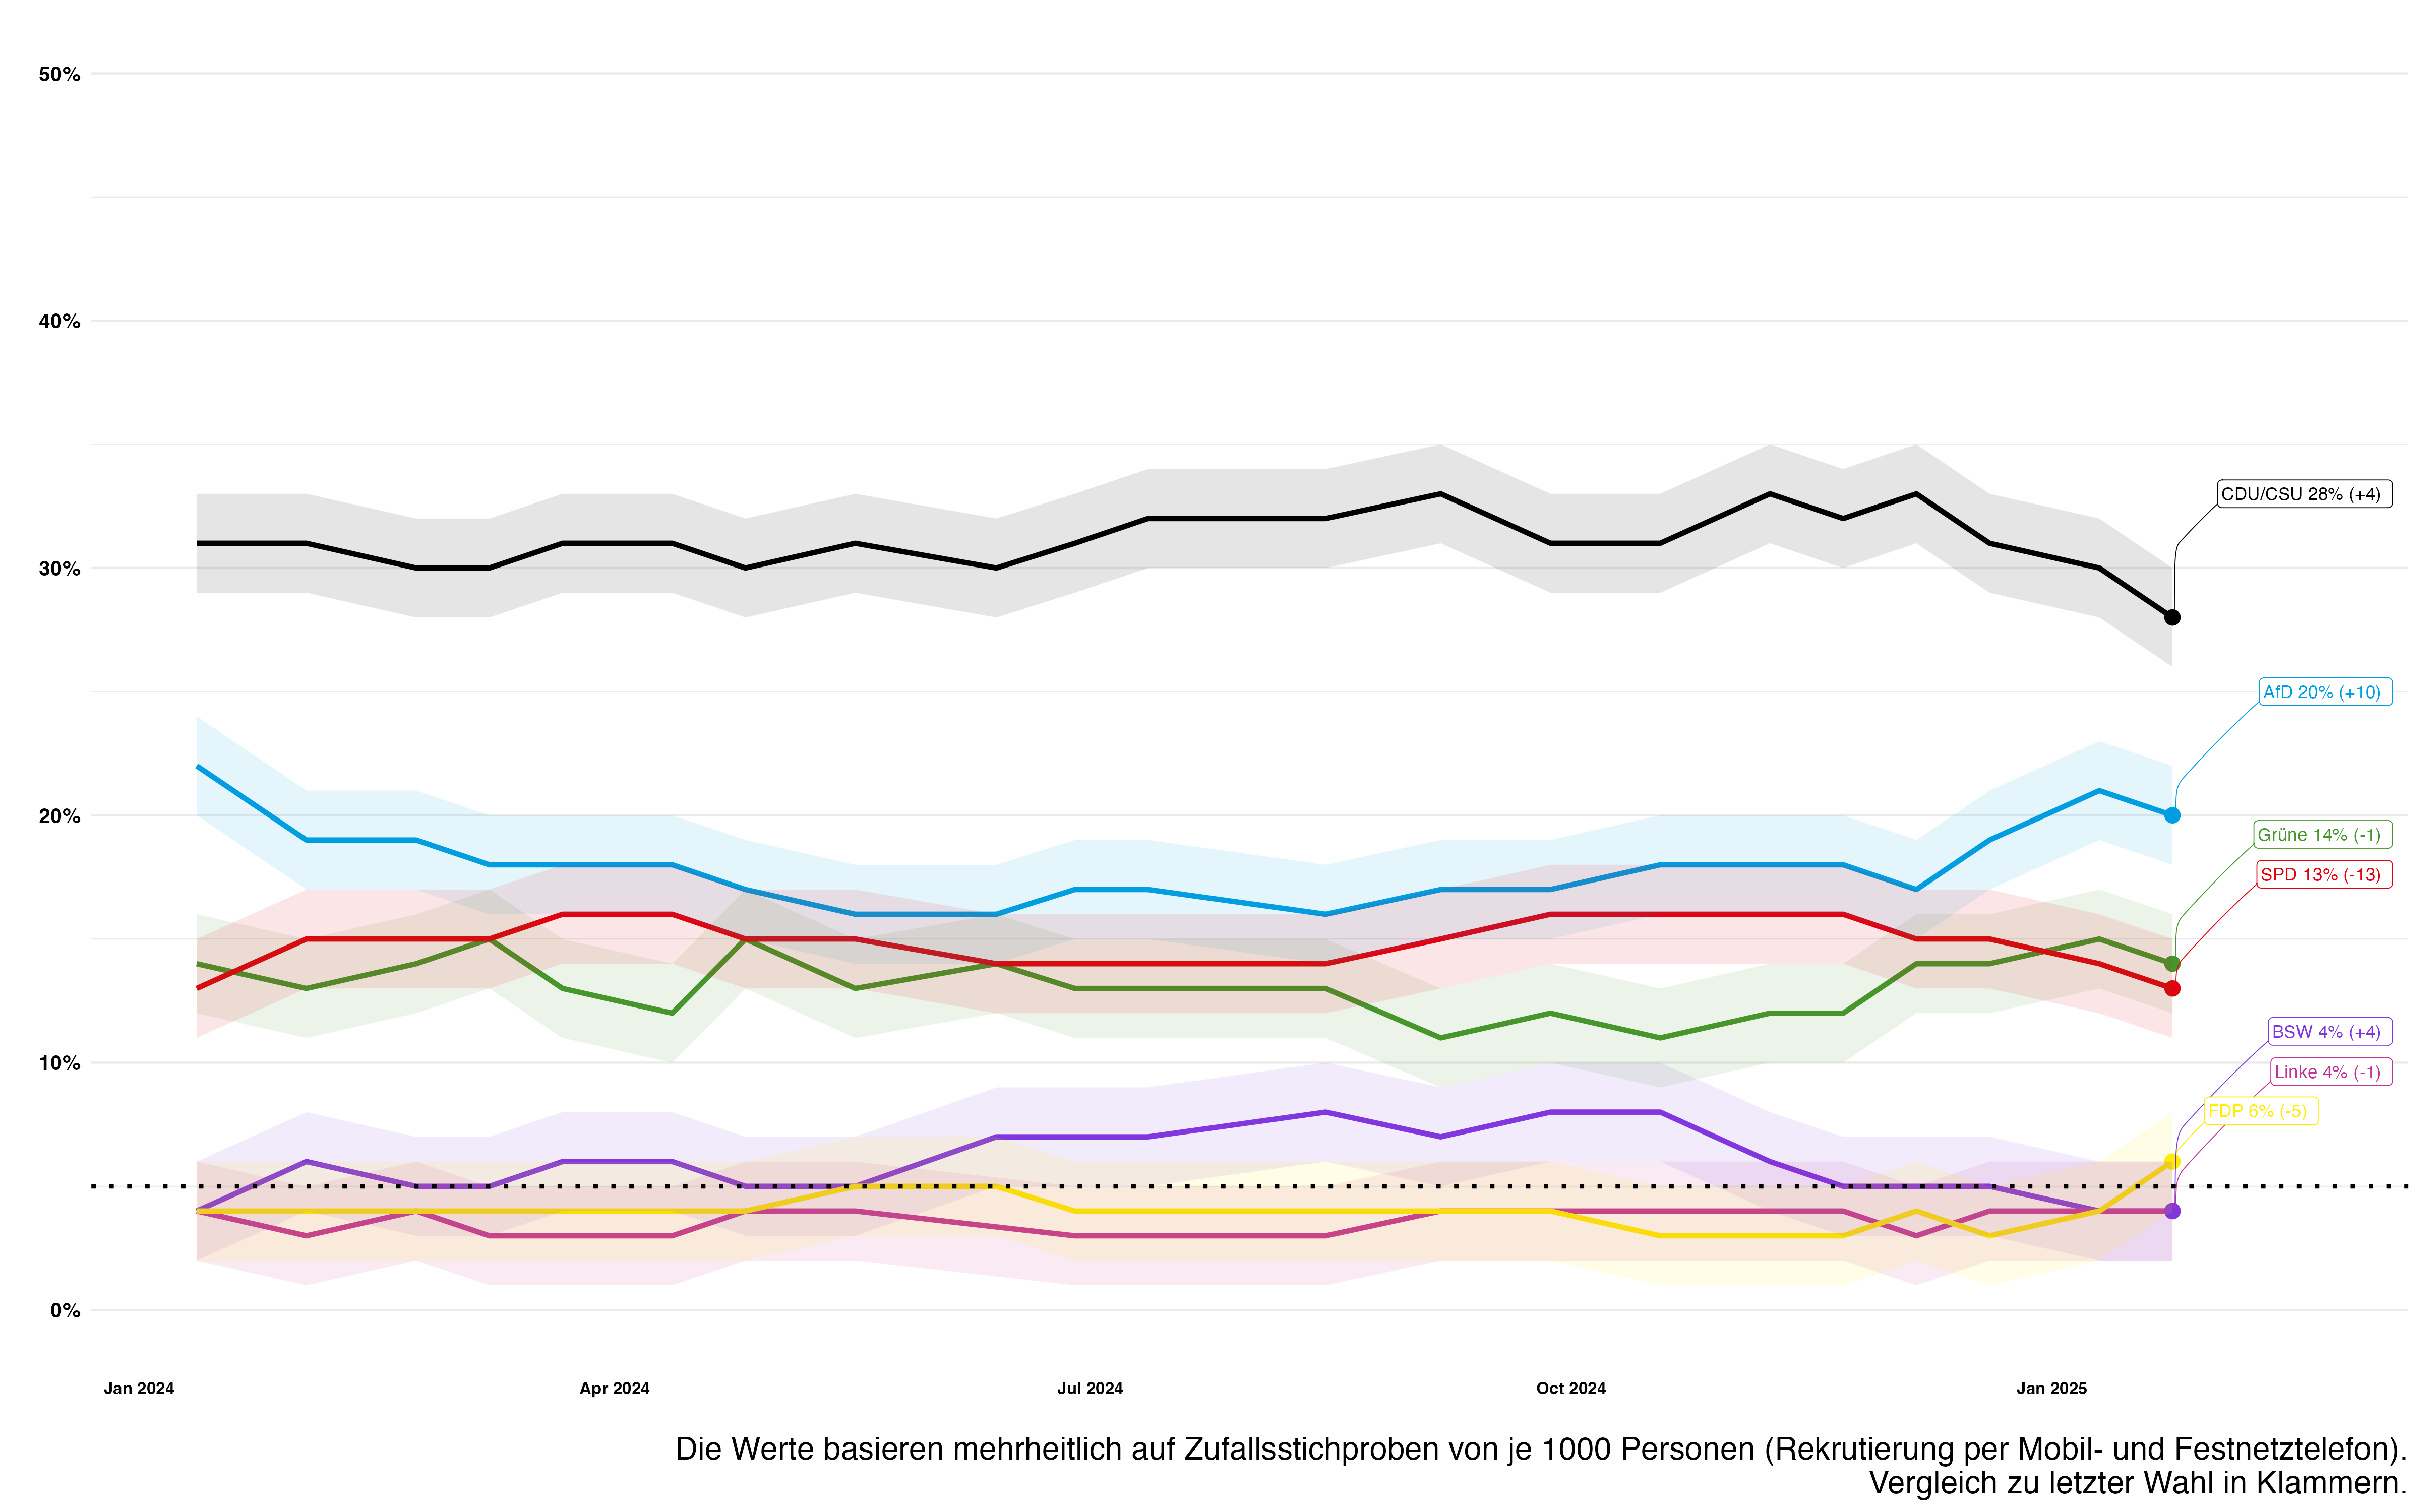 50%
40%
30%
20%
10%
0%
CDU/CSU 28% (+4)
AfD 20% (+10)
Grüne 14% (-1)
SPD 13% (-13)
BSW 4% (+4)
Linke 4% (-1)
FDP 6% (-5)
Jan 2024
Apr 2024
Jul 2024
Oct 2024
Jan 2025
Die Werte basieren mehrheitlich auf Zufallsstichproben von je 1000 Personen (Rekrutierung per Mobil- und Festnetztelefon).
Vergleich zu letzter Wahl in Klammern.